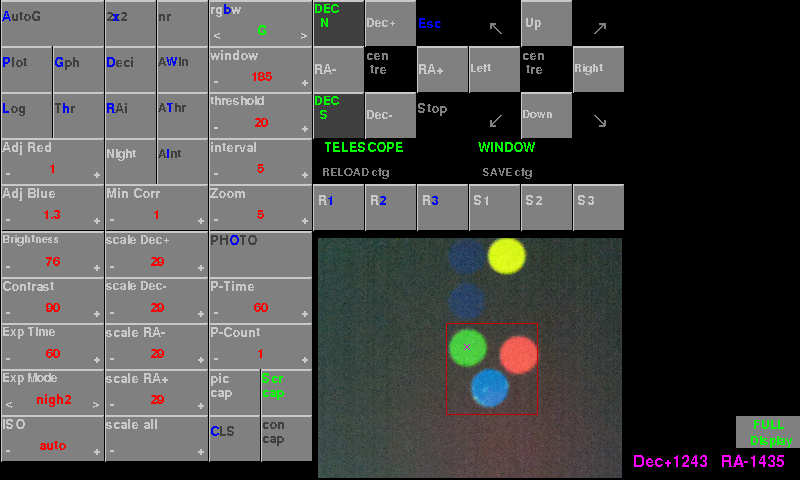 AutoG 2x2 nr rgbw DEC N Dec+ Esc ↖ Up ↗
< G >
Plot Gph Deci AWin window RA- cen tre RA+ Left cen tre Right
- 185 +
Log Thr RAi AThr threshold DEC S Dec- Stop ↙ Down ↘
- 20 +
Adj Red Night AInt interval TELESCOPE WINDOW
- 1 + - 5 + RELOAD cfg SAVE cfg
Adj Blue Min Corr Zoom R1 R2 R3 S1 S2 S3
- 1.3 + - 1 + - 5 +
Brightness scale Dec+ PHOTO
- 76 + - 29 +
Contrast scale Dec- P-Time
- 90 + - 29 + - 60 +
Exp Time scale RA- P-Count
- 60 + - 29 + - 1 +
Exp Mode scale RA+ pic cap Scr cap
< nigh2 > - 29 +
ISO scale all CLS con cap FULL Display
- auto + - +
Dec+1243 RA-1435